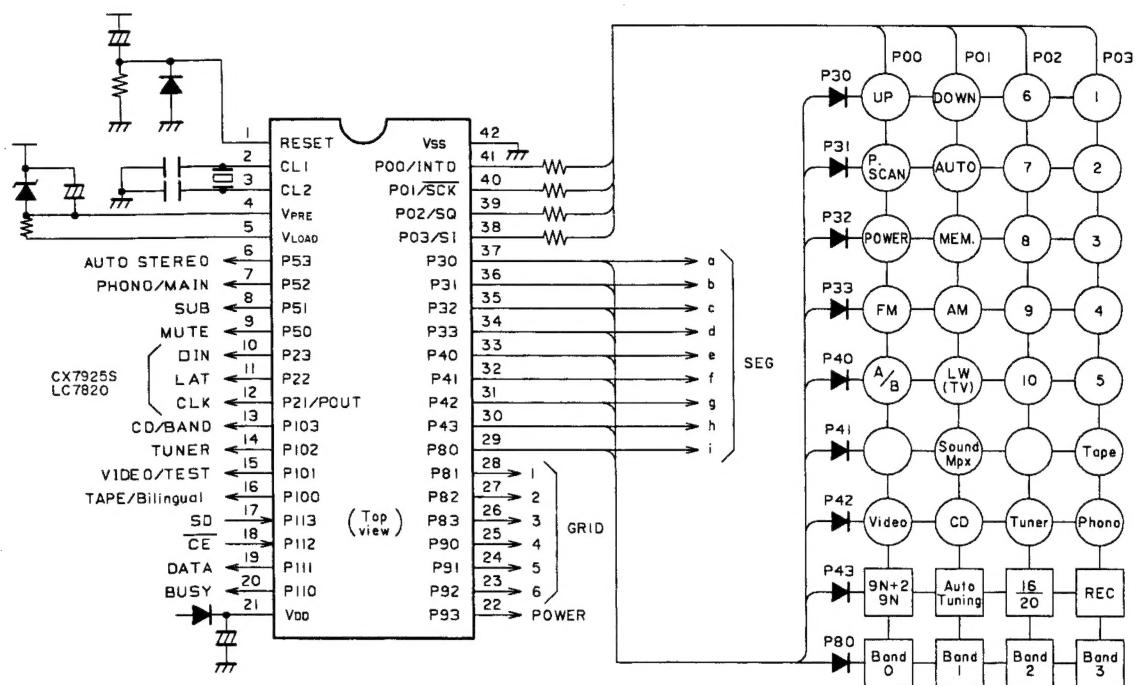 P00 P01 P02 P03
P30 UP DOWN 6 1
P31 P. SCAN AUTO 7 2
P32 POWER MEM. 8 3
P33 FM AM 9 4
P40 A/B LW (TV) 10 5
P41 Sound Mpx Tape
P42 Video CD Tuner Phono
P43 9N+2 9N Auto Tuning 16 20 REC
P80 Band 0 Band 1 Band 2 Band 3
1 RESET Vss 42
2 CL1 P00/INT0 41
3 CL2 P01/SCK 40
4 VPRE P02/SQ 39
5 VLOAD P03/SI 38
AUTO STEREO 6 P53 P30 37 a
PHONO/MAIN 7 P52 P31 36 b
SUB 8 P51 P32 35 c
MUTE 9 P50 P33 34 d
DIN 10 P23 P40 33 e
CX7925S
LC7820
LAT 11 P22 P41 32 f
CLK 12 P21/POUT P42 31 g
CD/BAND 13 P103 P43 30 h
TUNER 14 P102 P80 29 i
SEG
VIDEO/TEST 15 P101 P81 28 1
TAPE/Bilingual 16 P100 P82 27 2
SD 17 P113 P83 26 3
CE 18 P112 P90 25 4
DATA 19 P111 P91 24 5
BUSY 20 P110 P92 23 6
GRID
21 VDD P93 22 POWER
(Top view)